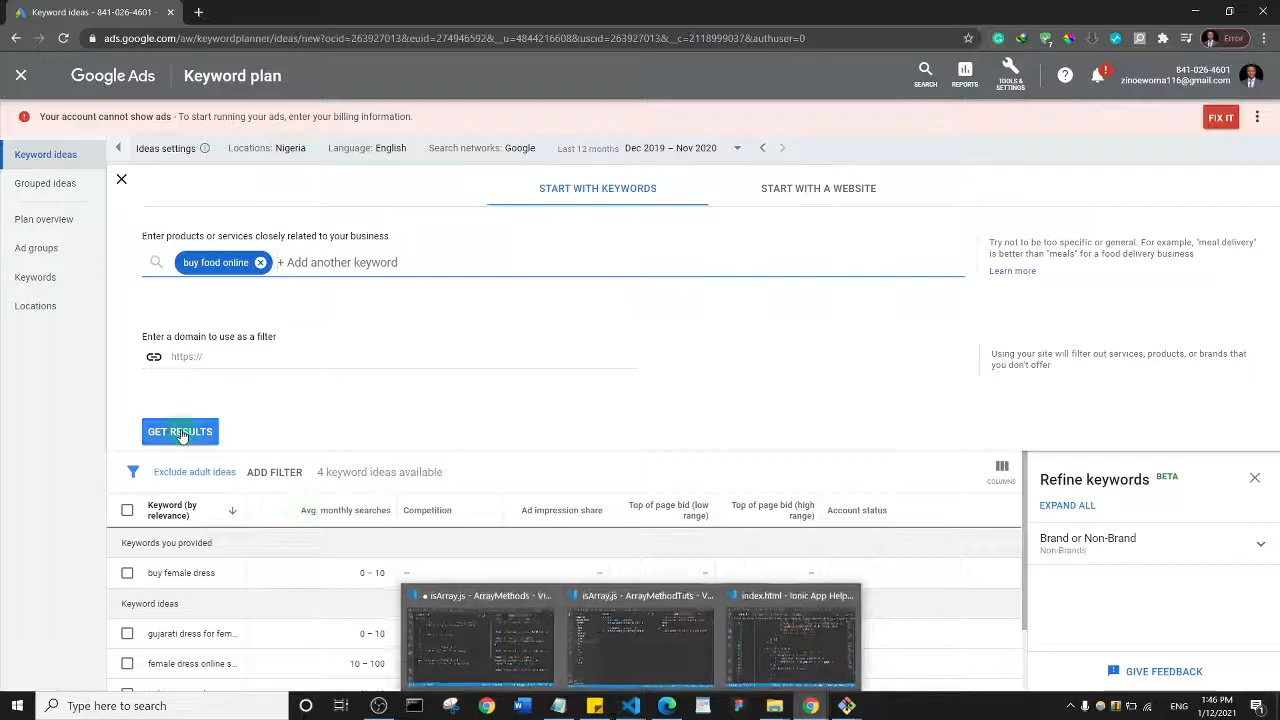 Keyword ideas - 841-026-4601 -
ads.google.com/aw/keywordplanner/ideas/new?ocid=263927013&euid=274946592&__u=4844216608&uscid=263927013&__c=2118999037&authuser=0
Error
Google Ads
Keyword plan
SEARCH
REPORTS
TOOLS &
SETTINGS
841-026-4601
zinoewoma116@gmail.com
Your account cannot show ads - To start running your ads, enter your billing information.
FIX IT
Keyword ideas
Grouped ideas
Plan overview
Ad groups
Keywords
Locations
Ideas settings
Locations: Nigeria
Language: English
Search networks: Google
Last 12 months
Dec 2019 – Nov 2020
START WITH KEYWORDS
START WITH A WEBSITE
Enter products or services closely related to your business
buy food online
+ Add another keyword
Try not to be too specific or general. For example, "meal delivery"
is better than "meals" for a food delivery business
Learn more
Enter a domain to use as a filter
https://
Using your site will filter out services, products, or brands that
you don't offer
GET RESULTS
Exclude adult ideas
ADD FILTER
4 keyword ideas available
COLUMNS
Keyword (by
relevance)
Avg. monthly sear
Competition
Ad impression share
Top of page bid (low
range)
Top of page bid (high
range)
Account status
Keywords you provided
buy female dress
0 – 10
–
–
–
–
Keyword ideas
gujarati dress for fem...
0 – 10
female dress online s
100
Refine keywords BETA
EXPAND ALL
Brand or Non-Brand
Non-Brands
GIVE FEEDBACK
● isArray.js - ArrayMethods - Vi...
isArray.js - ArrayMethodTuts - V...
index.html - Ionic App Help...
Type here to search
1:46 PM
1/12/2021